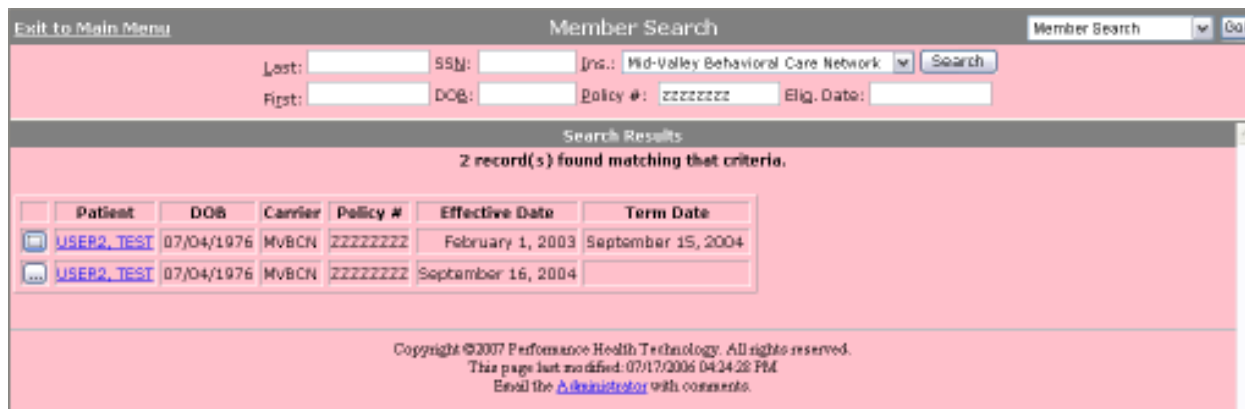 Exit to Main Menu Member Search Member Search Go
Last: SSN: Ins.: Mid-Valley Behavioral Care Network Search
First: DOB: Policy #: zzzzzzzz Elig. Date:
Search Results
2 record(s) found matching that criteria.
Patient DOB Carrier Policy # Effective Date Term Date
USER2, TEST 07/04/1976 MVBCN ZZZZZZZZ February 1, 2003 September 15, 2004
... USER2, TEST 07/04/1976 MVBCN ZZZZZZZZ September 16, 2004
Copyright ©2007 Performance Health Technology. All rights reserved.
This page last modified: 07/17/2006 04:24:28 PM
Email the Administrator with comments.